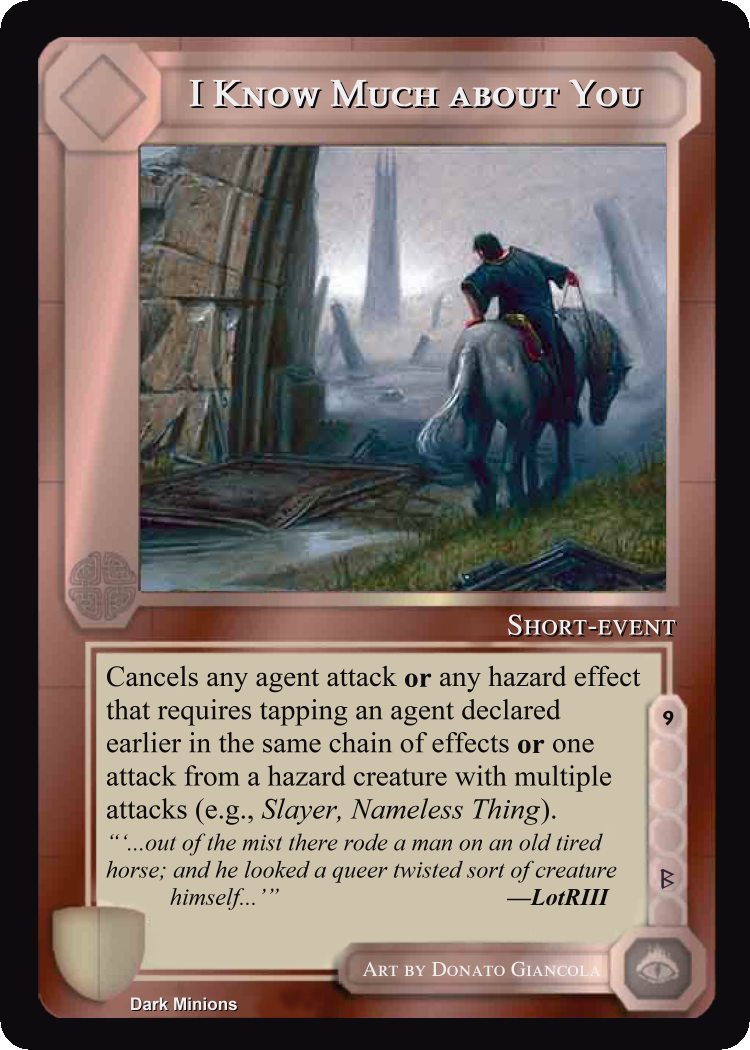 I Know Much about You
Short-event
Cancels any agent attack or any hazard effect
that requires tapping an agent declared
earlier in the same chain of effects or one
attack from a hazard creature with multiple
attacks (e.g., Slayer, Nameless Thing).
“‘...out of the mist there rode a man on an old tired
horse; and he looked a queer twisted sort of creature
himself...’” —LotRIII
9
ᛒ
Art by Donato Giancola
Dark Minions